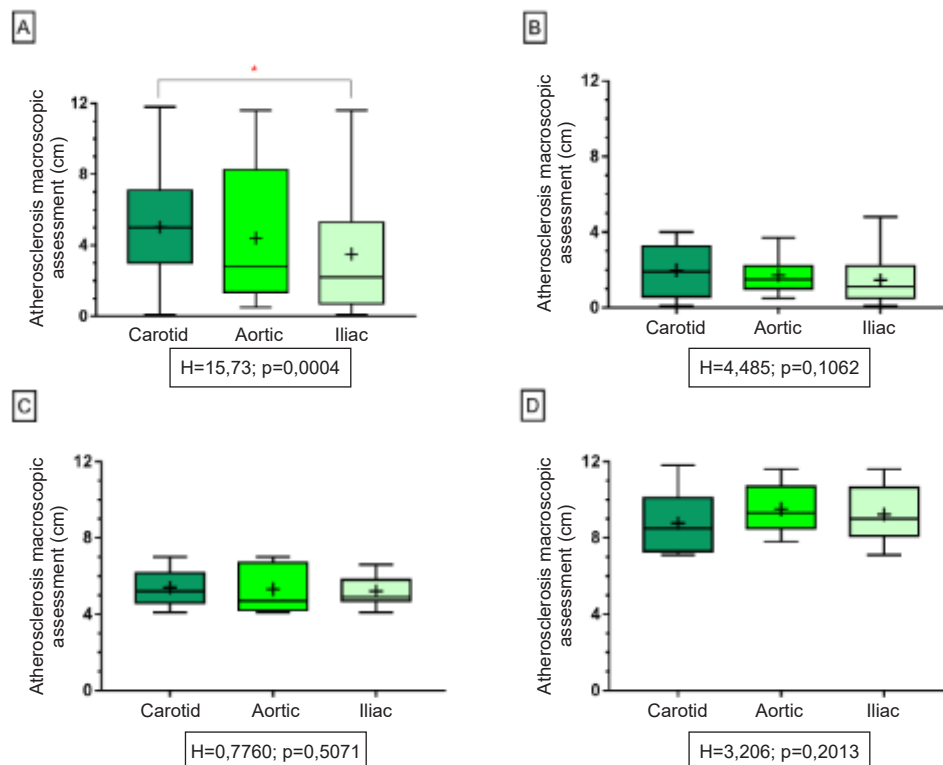 A
*
Atherosclerosis macroscopic
assessment (cm)
12
8
4
0
Carotid Aortic Iliac
H=15,73; p=0,0004
B
Atherosclerosis macroscopic
assessment (cm)
12
8
4
0
Carotid Aortic Iliac
H=4,485; p=0,1062
C
Atherosclerosis macroscopic
assessment (cm)
12
8
4
0
Carotid Aortic Iliac
H=0,7760; p=0,5071
D
Atherosclerosis macroscopic
assessment (cm)
12
8
4
0
Carotid Aortic Iliac
H=3,206; p=0,2013